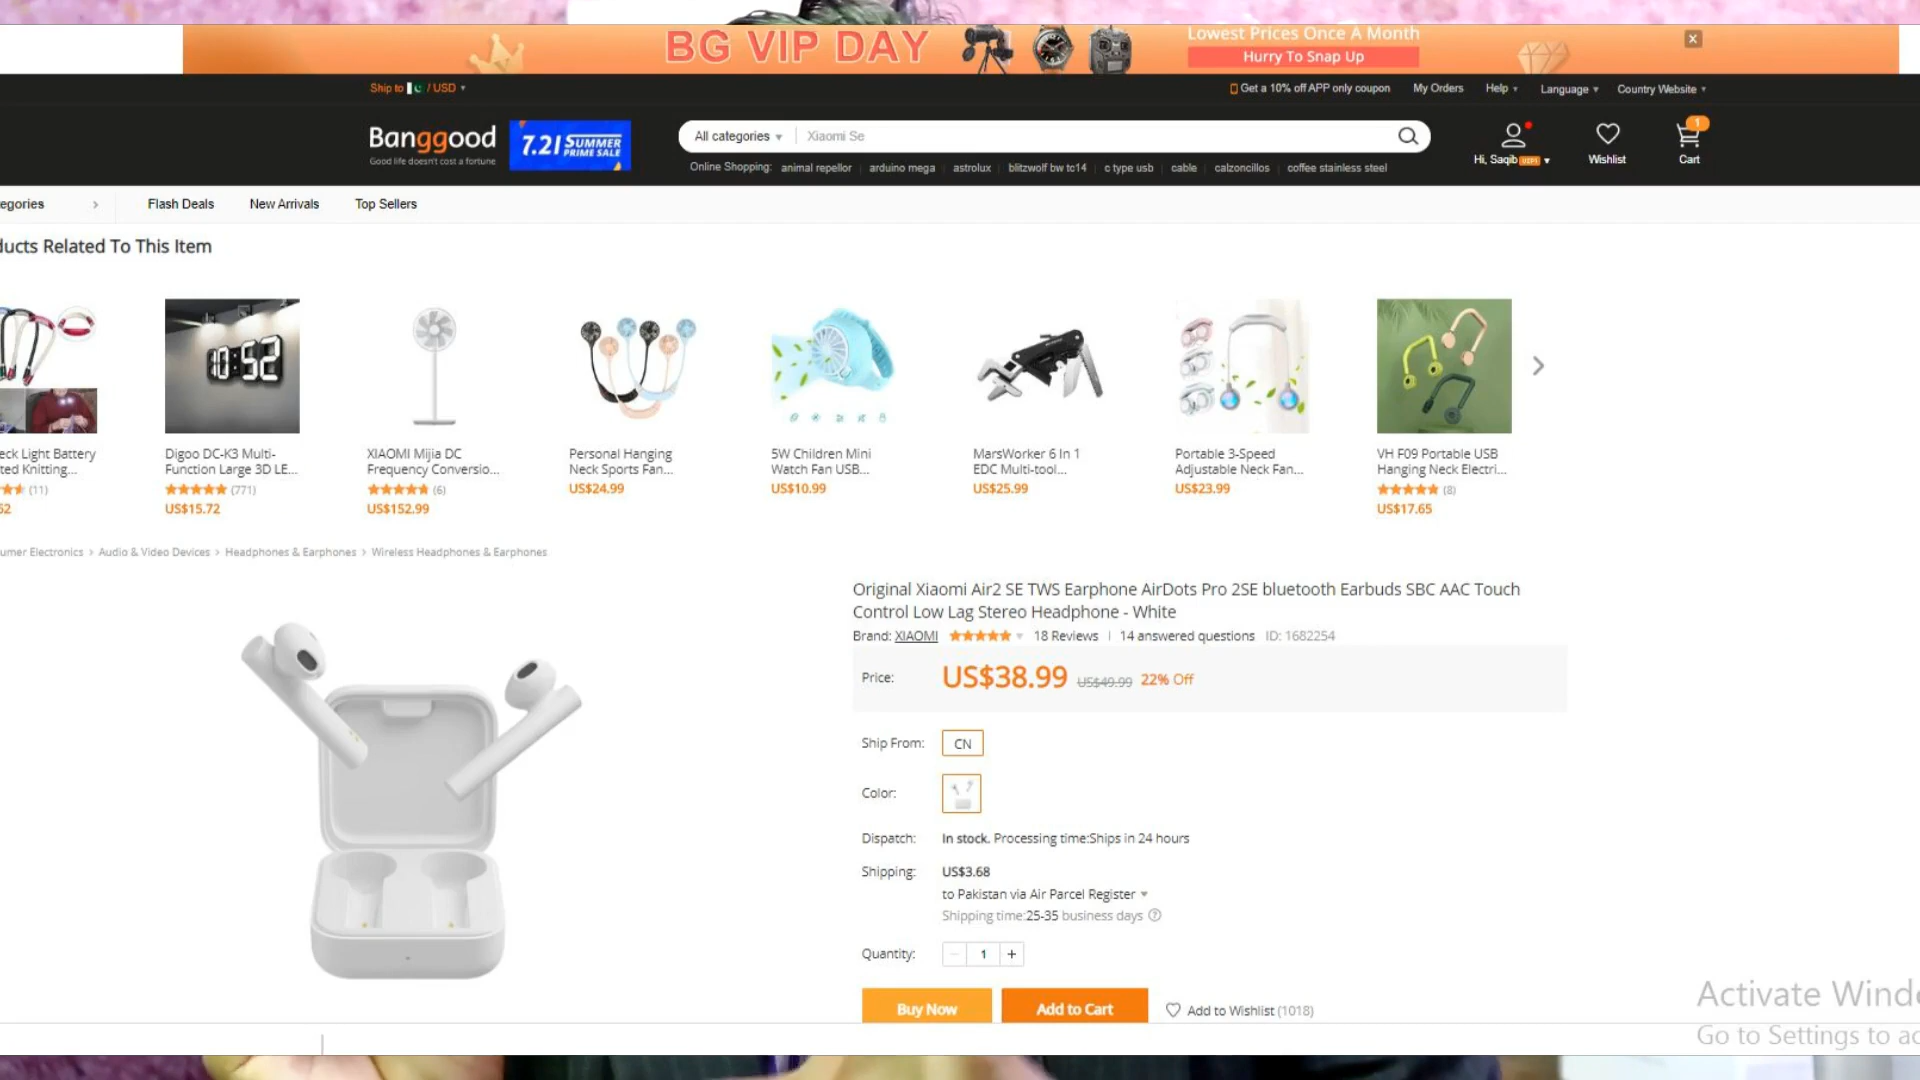 BG VIP DAY
Lowest Prices Once A Month
Hurry To Snap Up
Ship to / USD
Get a 10% off APP only coupon
My Orders
Help
Language
Country Website
Banggood
Good life doesn't cost a fortune
7.21 SUMMER
PRIME SALE
All categories
Xiaomi Se
Online Shopping: animal repellor arduino mega astrolux blitzwolf bw tc14 c type usb cable calzoncillos coffee stainless steel
Hi, Saqib
Wishlist
1
Cart
egories
Flash Deals
New Arrivals
Top Sellers
ducts Related To This Item
10:52
eck Light Battery
ted Knitting...
(11)
52
Digoo DC-K3 Multi-
Function Large 3D LE...
(771)
US$15.72
XIAOMI Mijia DC
Frequency Conversio...
(6)
US$152.99
Personal Hanging
Neck Sports Fan...
US$24.99
5W Children Mini
Watch Fan USB...
US$10.99
MarsWorker 6 In 1
EDC Multi-tool...
US$25.99
Portable 3-Speed
Adjustable Neck Fan...
US$23.99
VH F09 Portable USB
Hanging Neck Electri...
(8)
US$17.65
umer Electronics > Audio & Video Devices > Headphones & Earphones > Wireless Headphones & Earphones
Original Xiaomi Air2 SE TWS Earphone AirDots Pro 2SE bluetooth Earbuds SBC AAC Touch
Control Low Lag Stereo Headphone - White
Brand: XIAOMI 18 Reviews | 14 answered questions ID: 1682254
Price: US$38.99 US$49.99 22% Off
Ship From: CN
Color:
Dispatch: In stock. Processing time:Ships in 24 hours
Shipping: US$3.68
to Pakistan via Air Parcel Register
Shipping time:25-35 business days
Quantity: − 1 +
Buy Now
Add to Cart
Add to Wishlist (1018)
Activate Windo
Go to Settings to ac